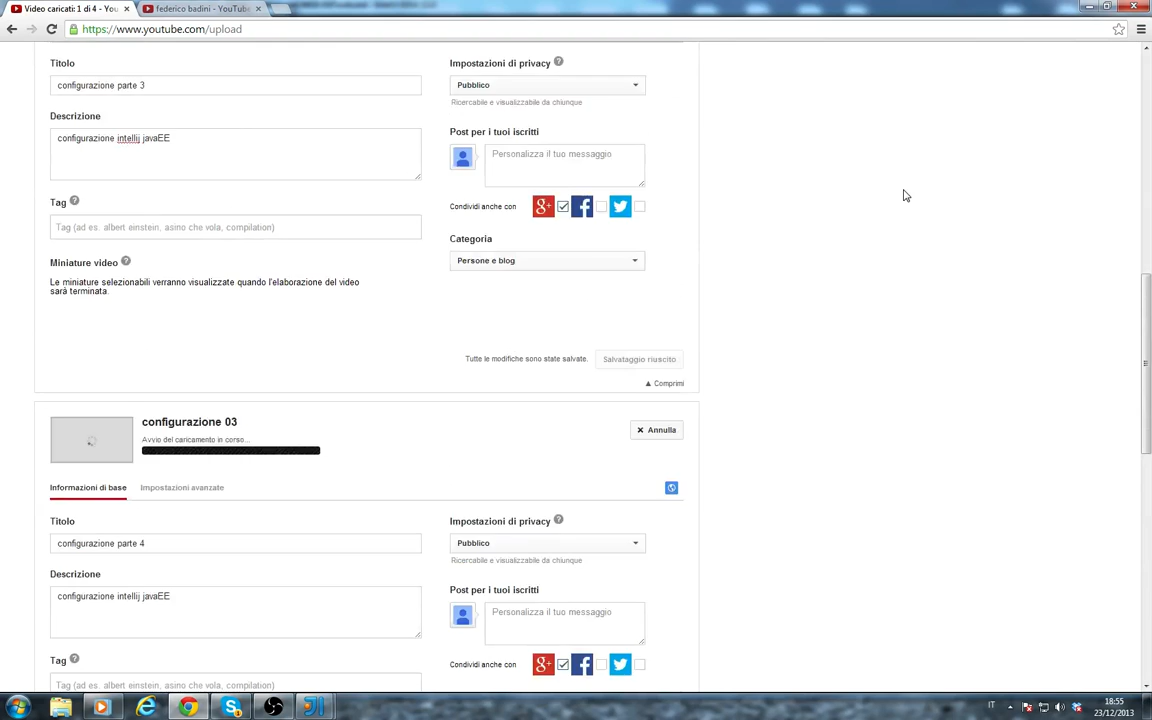 Video caricati: 1 di 4 - You
federico badini - YouTube
https://www.youtube.com/upload
Titolo
Impostazioni di privacy ?
configurazione parte 3
Pubblico
Ricercabile e visualizzabile da chiunque
Descrizione
Post per i tuoi iscritti
configurazione intellij javaEE
Personalizza il tuo messaggio
Tag ?
Condividi anche con
g+
f
Tag (ad es. albert einstein, asino che vola, compilation)
Categoria
Miniature video ?
Persone e blog
Le miniature selezionabili verranno visualizzate quando l'elaborazione del video
sarà terminata.
Tutte le modifiche sono state salvate.
Salvataggio riuscito
▲ Comprimi
configurazione 03
Avvio del caricamento in corso...
× Annulla
Informazioni di base
Impostazioni avanzate
Titolo
Impostazioni di privacy ?
configurazione parte 4
Pubblico
Ricercabile e visualizzabile da chiunque
Descrizione
Post per i tuoi iscritti
configurazione intellij javaEE
Personalizza il tuo messaggio
Tag ?
Condividi anche con
g+
f
Tag (ad es. albert einstein, asino che vola, compilation)
IT
18:55
23/12/2013